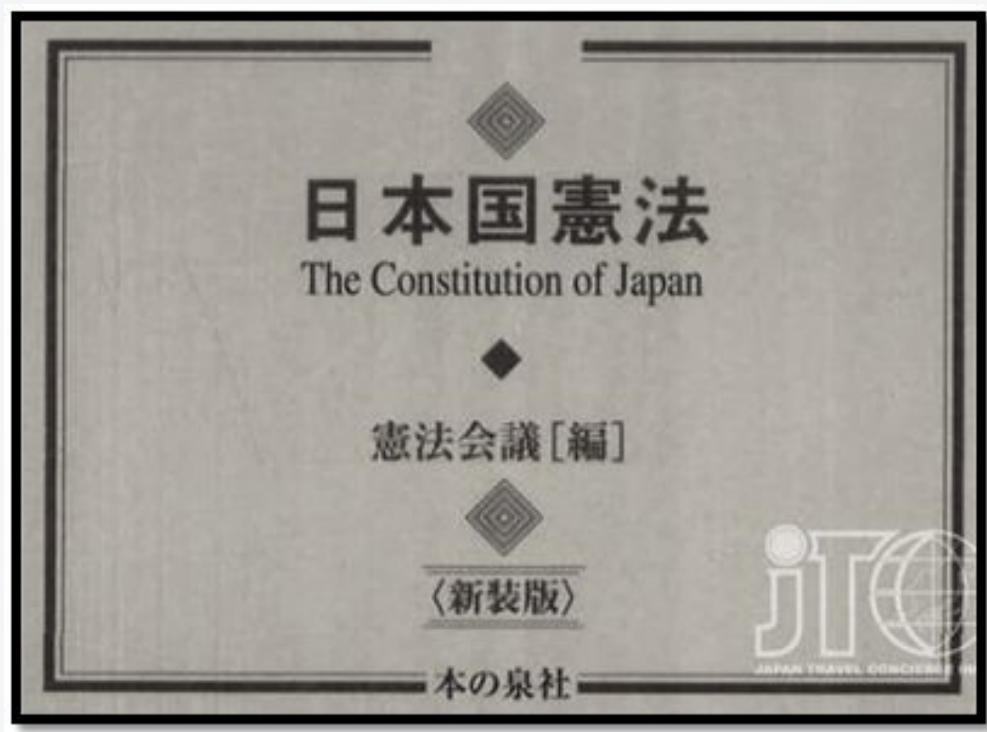 日本国憲法
The Constitution of Japan
憲法会議[編]
〈新装版〉
本の泉社
JTC
JAPAN TRAVEL CONCIERGE